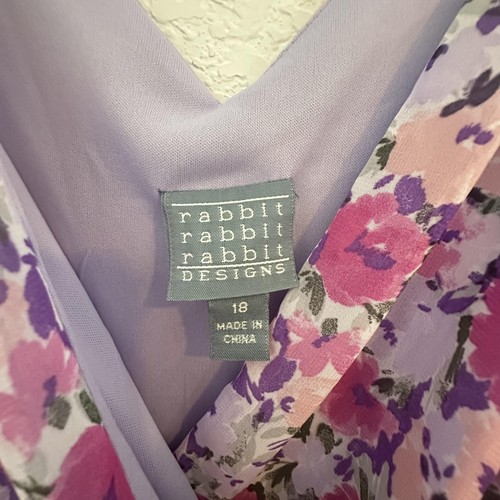 rabbit
rabbit
rabbit
DESIGNS
18
MADE IN
CHINA